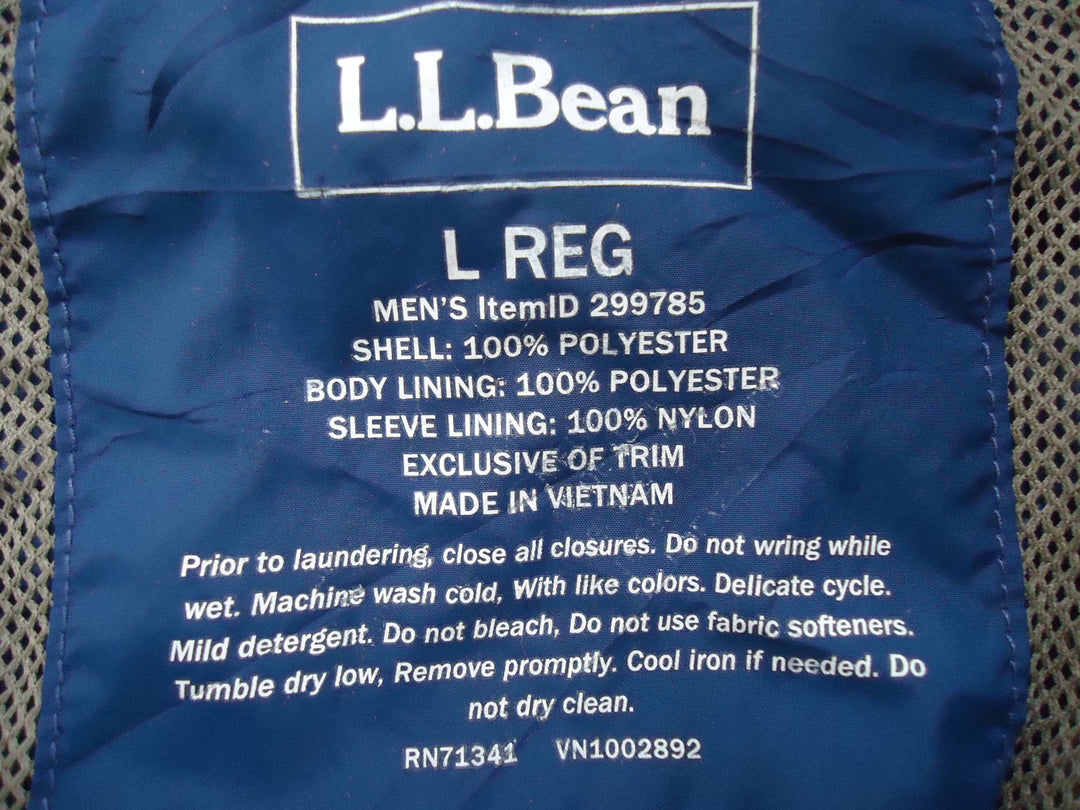 L.L.Bean
L REG
MEN'S ItemID 299785
SHELL: 100% POLYESTER
BODY LINING: 100% POLYESTER
SLEEVE LINING: 100% NYLON
EXCLUSIVE OF TRIM
MADE IN VIETNAM
Prior to laundering, close all closures. Do not wring while
wet. Machine wash cold, With like colors. Delicate cycle.
Mild detergent. Do not bleach, Do not use fabric softeners.
Tumble dry low, Remove promptly. Cool iron if needed. Do
not dry clean.
RN71341 VN1002892